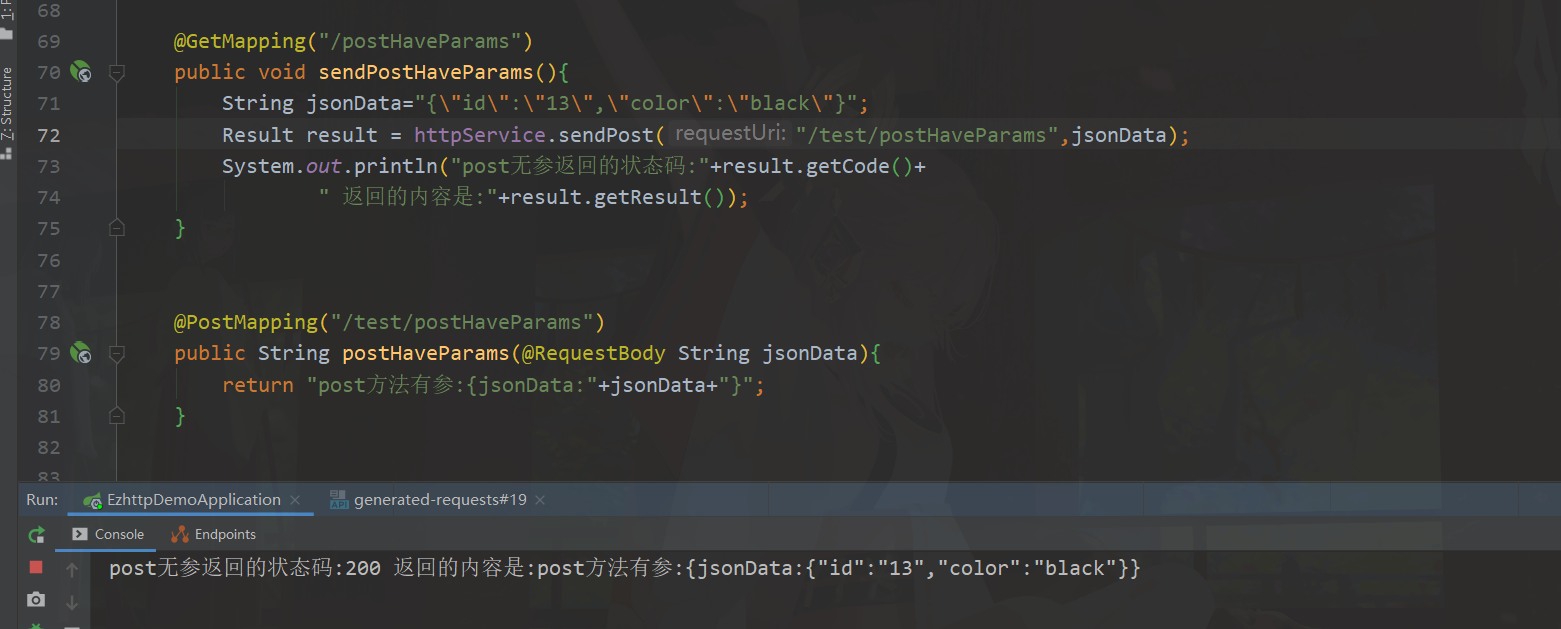 68
69 @GetMapping("/postHaveParams")
70 public void sendPostHaveParams(){
71 String jsonData="{\"id\":\"13\",\"color\":\"black\"}";
72 Result result = httpService.sendPost( requestUri: "/test/postHaveParams",jsonData);
73 System.out.println("post无参返回的状态码:"+result.getCode()+
74 " 返回的内容是:"+result.getResult());
75 }
76
77
78 @PostMapping("/test/postHaveParams")
79 public String postHaveParams(@RequestBody String jsonData){
80 return "post方法有参:{jsonData:"+jsonData+"}";
81 }
82
83
Z: Structure
Run: EzhttpDemoApplication × generated-requests#19 ×
Console Endpoints
post无参返回的状态码:200 返回的内容是:post方法有参:{jsonData:{"id":"13","color":"black"}}